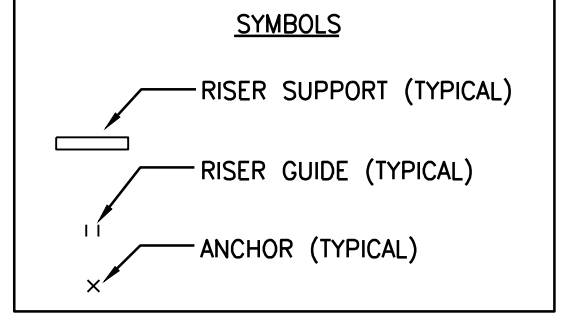 SYMBOLS
RISER SUPPORT (TYPICAL)
RISER GUIDE (TYPICAL)
ANCHOR (TYPICAL)